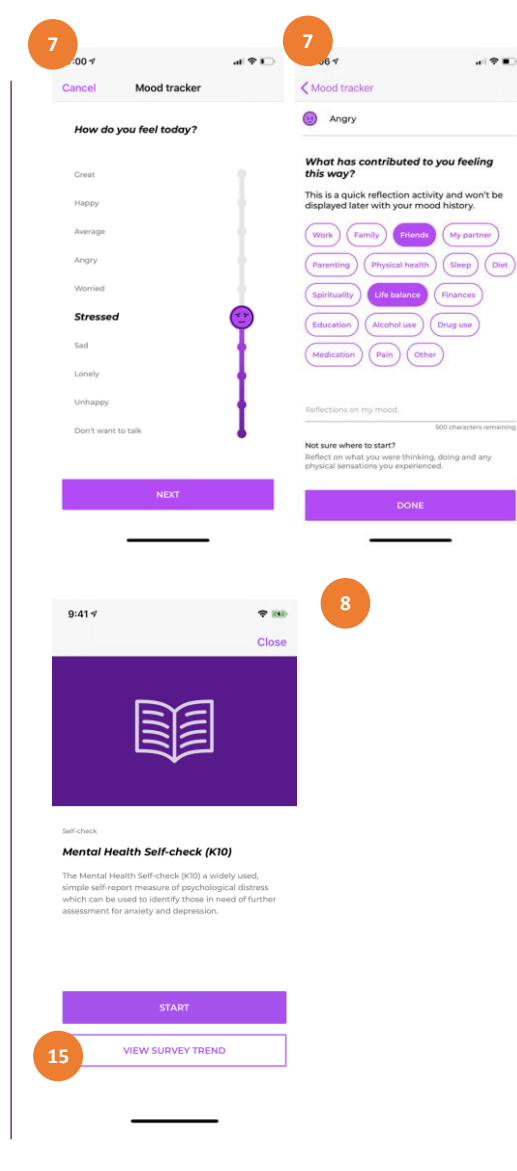 7
:00
Cancel
Mood tracker
How do you feel today?
Great
Happy
Average
Angry
Worried
Stressed
Sad
Lonely
Unhappy
Don't want to talk
NEXT
7
06
Mood tracker
Angry
What has contributed to you feeling
this way?
This is a quick reflection activity and won't be
displayed later with your mood history.
Work Family Friends My partner
Parenting Physical health Sleep Diet
Spirituality Life balance Finances
Education Alcohol use Drug use
Medication Pain Other
Reflections on my mood.
500 characters remaining
Not sure where to start?
Reflect on what you were thinking, doing and any
physical sensations you experienced.
DONE
8
9:41
Close
Self-check
Mental Health Self-check (K10)
The Mental Health Self-check (K10) a widely used,
simple self-report measure of psychological distress
which can be used to identify those in need of further
assessment for anxiety and depression.
START
15
VIEW SURVEY TREND